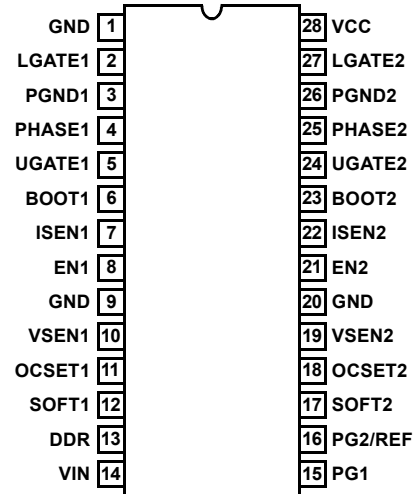 GND 1 28 VCC
LGATE1 2 27 LGATE2
PGND1 3 26 PGND2
PHASE1 4 25 PHASE2
UGATE1 5 24 UGATE2
BOOT1 6 23 BOOT2
ISEN1 7 22 ISEN2
EN1 8 21 EN2
GND 9 20 GND
VSEN1 10 19 VSEN2
OCSET1 11 18 OCSET2
SOFT1 12 17 SOFT2
DDR 13 16 PG2/REF
VIN 14 15 PG1